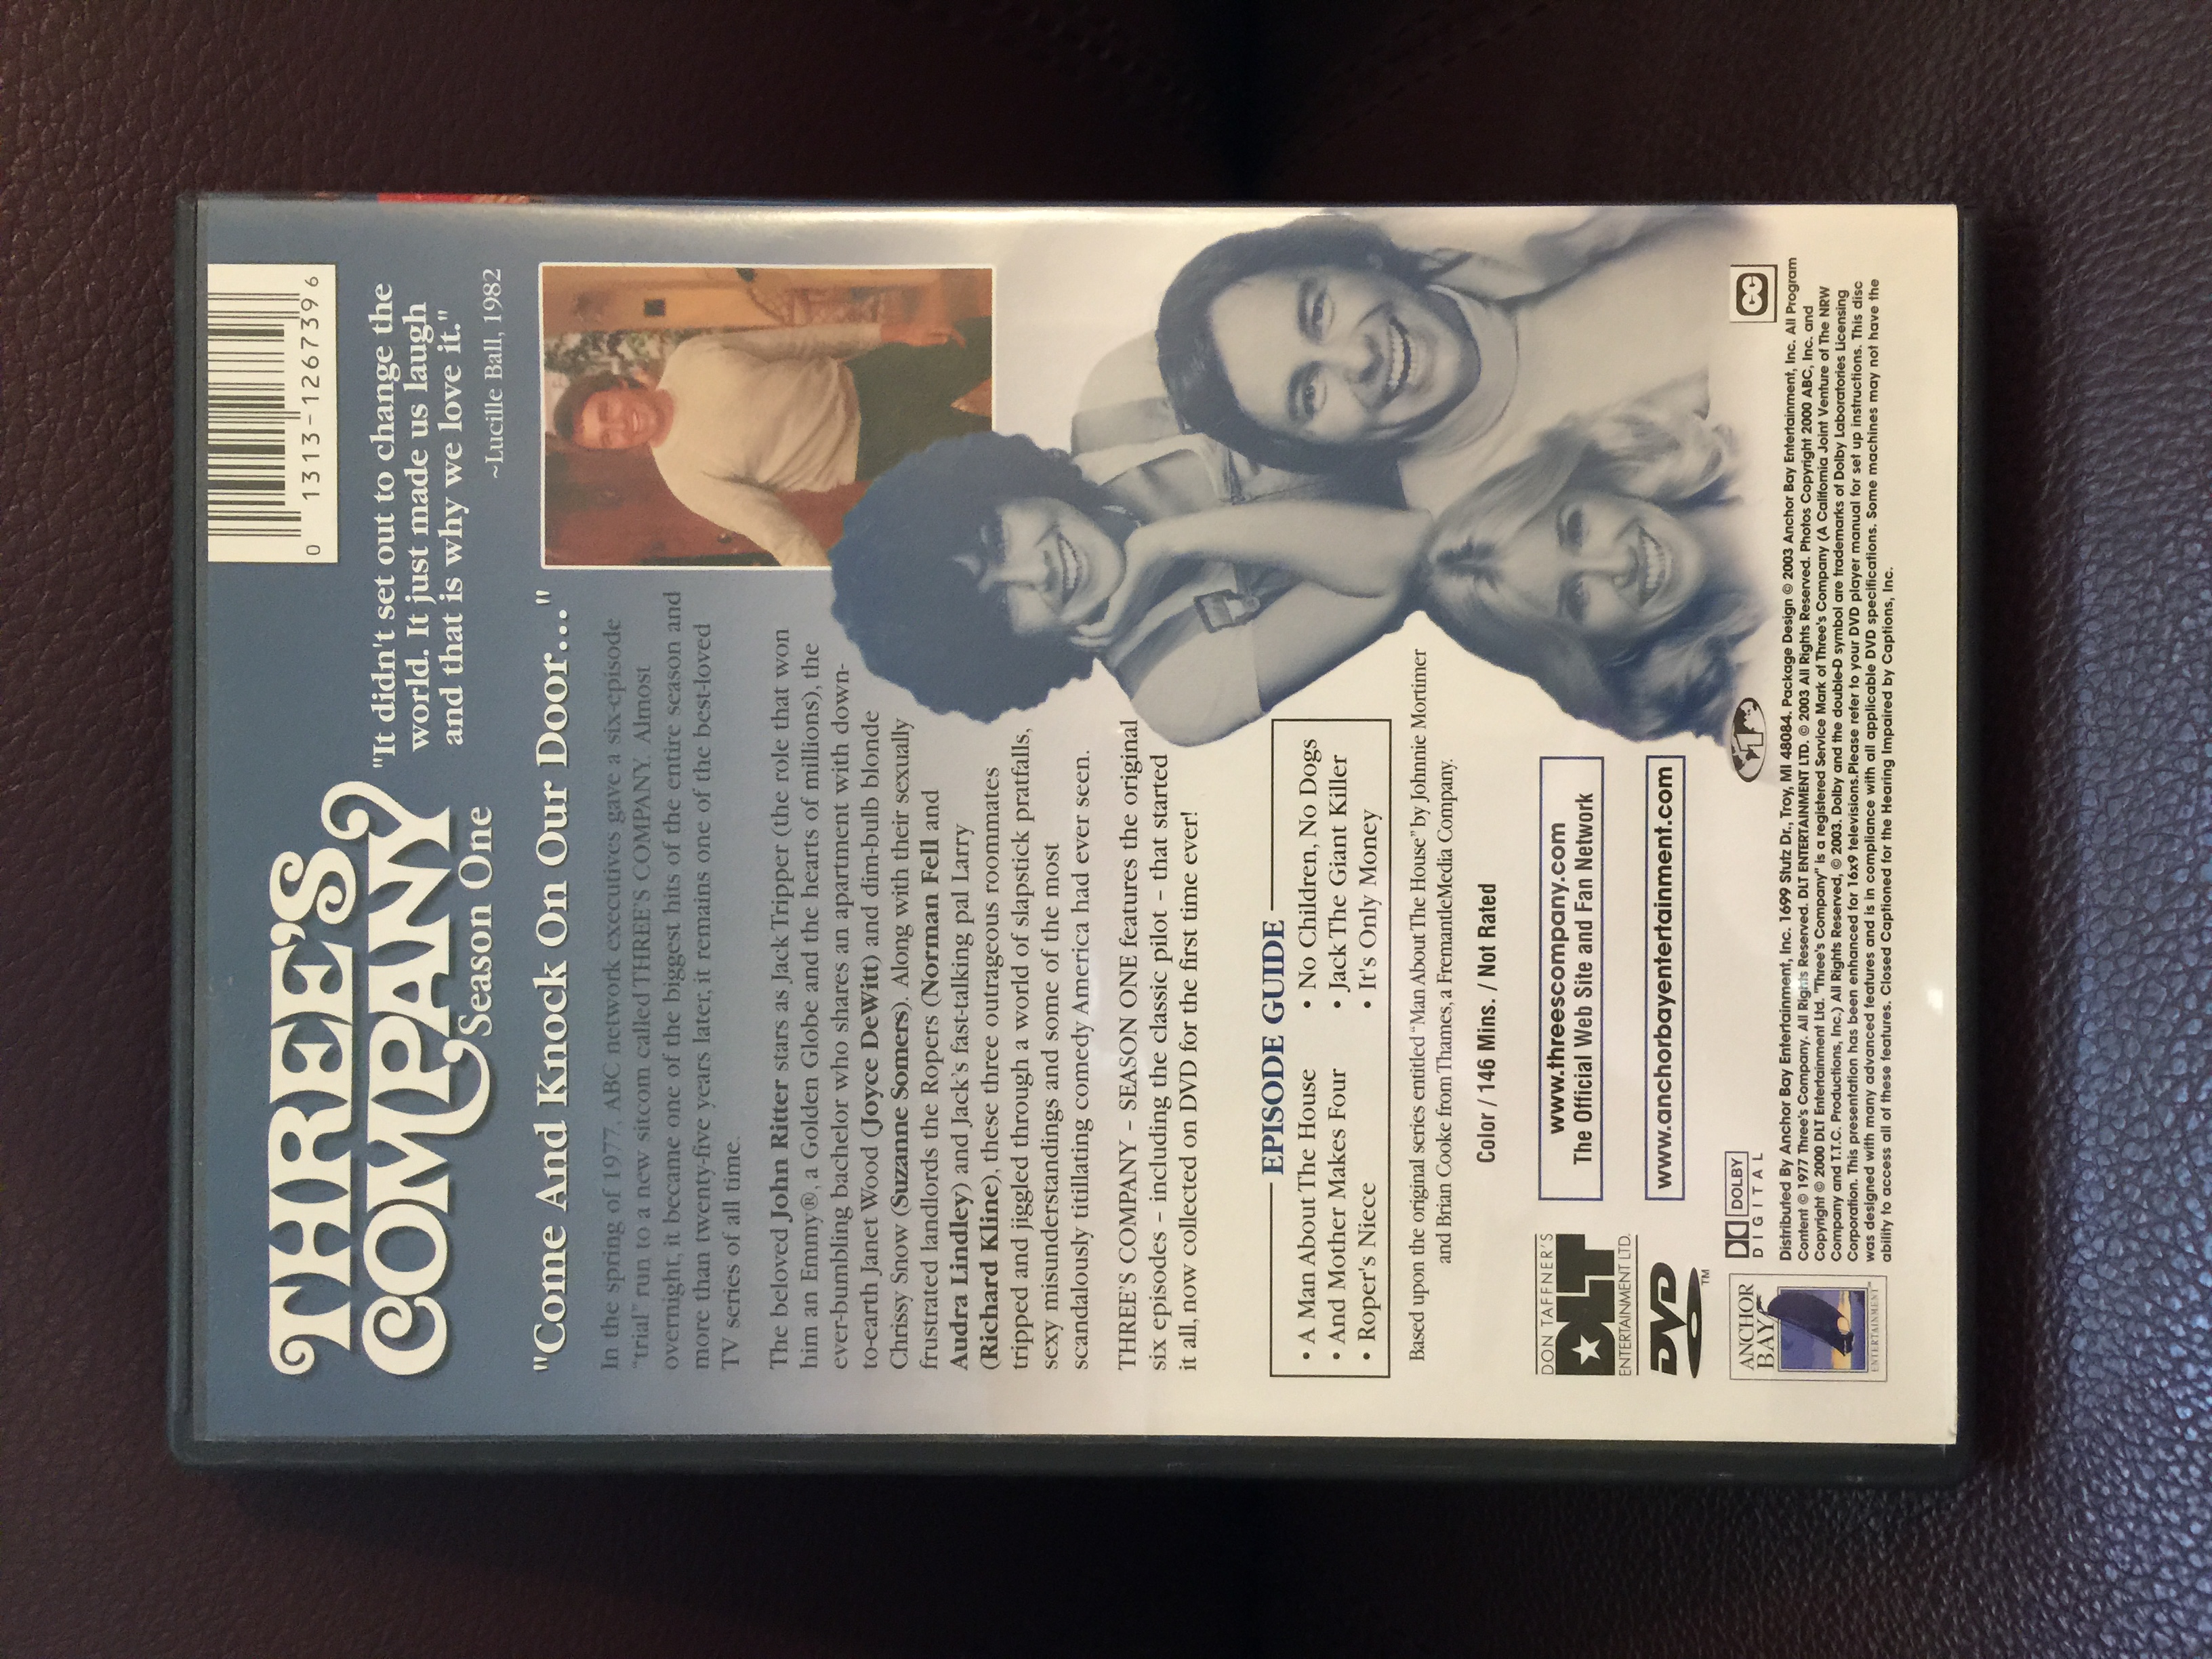 0 1313-12673 9 6
THREE'S
COMPANY
Season One
"It didn't set out to change the
world. It just made us laugh
and that is why we love it."
~Lucille Ball, 1982
"Come And Knock On Our Door..."
In the spring of 1977, ABC network executives gave a six-episode
"trial" run to a new sitcom called THREE'S COMPANY. Almost
overnight, it became one of the biggest hits of the entire season and
more than twenty-five years later, it remains one of the best-loved
TV series of all time.
The beloved John Ritter stars as Jack Tripper (the role that won
him an Emmy®, a Golden Globe and the hearts of millions), the
ever-bumbling bachelor who shares an apartment with down-
to-earth Janet Wood (Joyce DeWitt) and dim-bulb blonde
Chrissy Snow (Suzanne Somers). Along with their sexually
frustrated landlords the Ropers (Norman Fell and
Audra Lindley) and Jack's fast-talking pal Larry
(Richard Kline), these three outrageous roommates
tripped and jiggled through a world of slapstick pratfalls,
sexy misunderstandings and some of the most
scandalously titillating comedy America had ever seen.
THREE'S COMPANY – SEASON ONE features the original
six episodes – including the classic pilot – that started
it all, now collected on DVD for the first time ever!
EPISODE GUIDE
• A Man About The House
• And Mother Makes Four
• Roper's Niece
• No Children, No Dogs
• Jack The Giant Killer
• It's Only Money
Based upon the original series entitled "Man About The House" by Johnnie Mortimer
and Brian Cooke from Thames, a FremantleMedia Company.
Color / 146 Mins. / Not Rated
DON TAFFNER'S
DLT
ENTERTAINMENT LTD.
www.threescompany.com
The Official Web Site and Fan Network
DVD
TM
www.anchorbayentertainment.com
ANCHOR
BAY
ENTERTAINMENT
DOLBY
DIGITAL
1
CC
Distributed By Anchor Bay Entertainment, Inc. 1699 Stutz Dr., Troy, MI 48084. Package Design © 2003 Anchor Bay Entertainment, Inc. All Program
Content © 1977 Three's Company. All Rights Reserved. DLT ENTERTAINMENT LTD. © 2003 All Rights Reserved. Photos Copyright 2000 ABC, Inc. and
Copyright © 2000 DLT Entertainment Ltd. "Three's Company" is a registered Service Mark of Three's Company (A California Joint Venture of The NRW
Company and T.T.C. Productions, Inc.) All Rights Reserved, © 2003. Dolby and the double-D symbol are trademarks of Dolby Laboratories Licensing
Corporation. This presentation has been enhanced for 16x9 televisions.Please refer to your DVD player manual for set up instructions. This disc
was designed with many advanced features and is in compliance with all applicable DVD specifications. Some machines may not have the
ability to access all of these features. Closed Captioned for the Hearing Impaired by Captions, Inc.